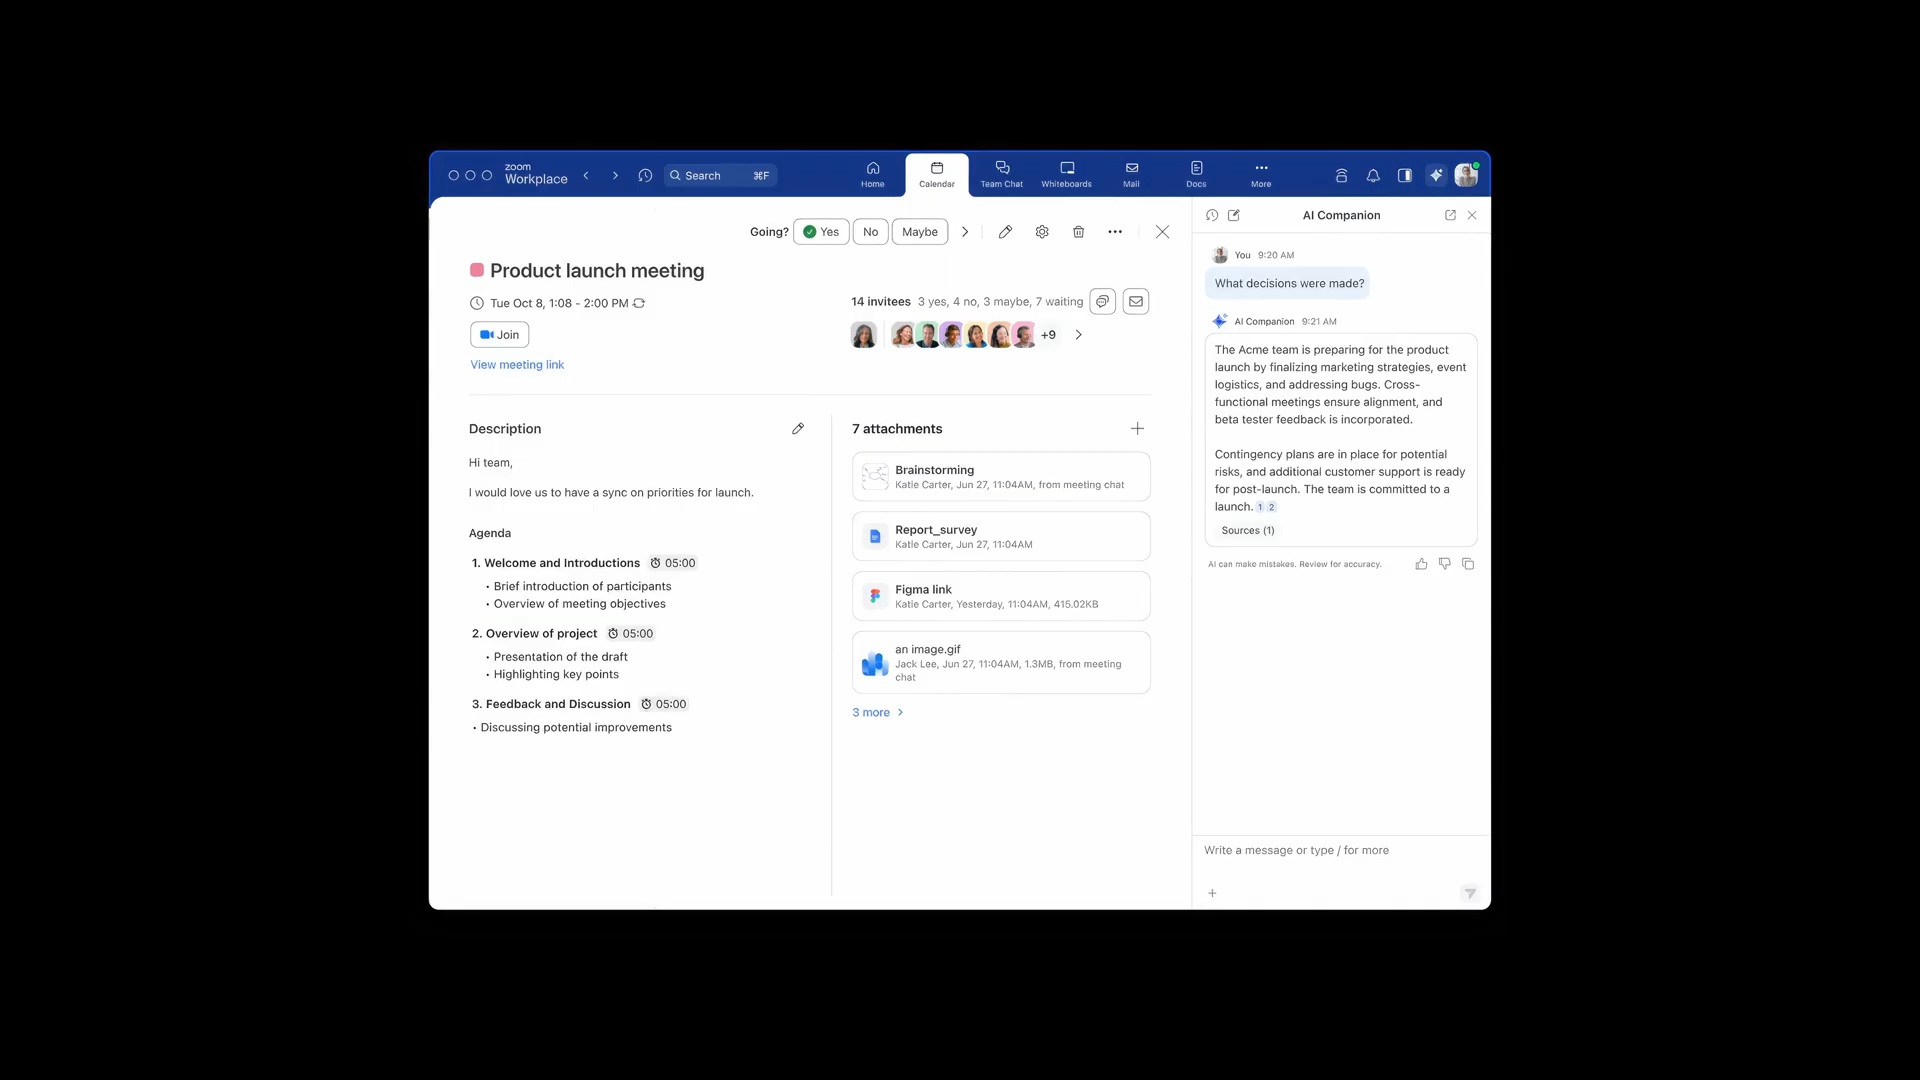 zoom
Workplace
Search
⌘F
Home
Calendar
Team Chat
Whiteboards
Mail
Docs
More
Going?
Yes
No
Maybe
Product launch meeting
Tue Oct 8, 1:08 - 2:00 PM
Join
View meeting link
14 invitees 3 yes, 4 no, 3 maybe, 7 waiting
+9
Description
Hi team,
I would love us to have a sync on priorities for launch.
Agenda
1. Welcome and Introductions 05:00
• Brief introduction of participants
• Overview of meeting objectives
2. Overview of project 05:00
• Presentation of the draft
• Highlighting key points
3. Feedback and Discussion 05:00
• Discussing potential improvements
7 attachments
Brainstorming
Katie Carter, Jun 27, 11:04AM, from meeting chat
Report_survey
Katie Carter, Jun 27, 11:04AM
Figma link
Katie Carter, Yesterday, 11:04AM, 415.02KB
an image.gif
Jack Lee, Jun 27, 11:04AM, 1.3MB, from meeting
chat
3 more
AI Companion
You 9:20 AM
What decisions were made?
AI Companion 9:21 AM
The Acme team is preparing for the product
launch by finalizing marketing strategies, event
logistics, and addressing bugs. Cross-
functional meetings ensure alignment, and
beta tester feedback is incorporated.
Contingency plans are in place for potential
risks, and additional customer support is ready
for post-launch. The team is committed to a
launch. 1 2
Sources (1)
AI can make mistakes. Review for accuracy.
Write a message or type / for more